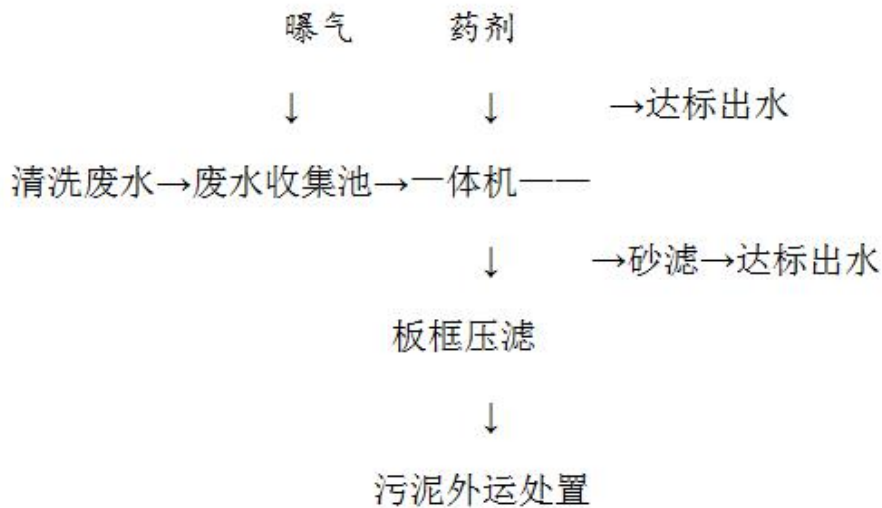 曝气 药剂
↓ ↓ →达标出水
清洗废水→废水收集池→一体机——
↓ →砂滤→达标出水
板框压滤
↓
污泥外运处置